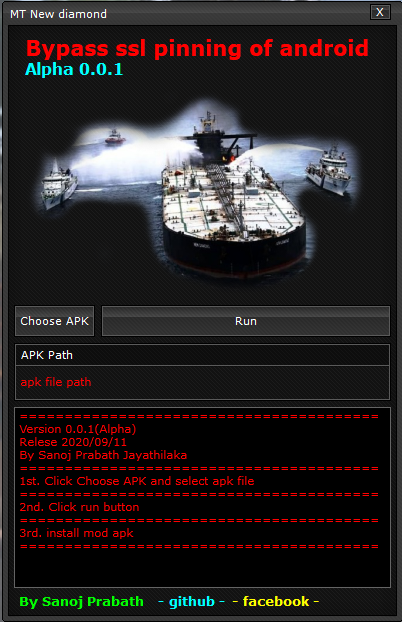 MT New diamond
X
Bypass ssl pinning of android
Alpha 0.0.1
Choose APK
Run
APK Path
apk file path
=======================================
Version 0.0.1(Alpha)
Relese 2020/09/11
By Sanoj Prabath Jayathilaka
=======================================
1st. Click Choose APK and select apk file
=======================================
2nd. Click run button
=======================================
3rd. install mod apk
=======================================
By Sanoj Prabath - github - - facebook -